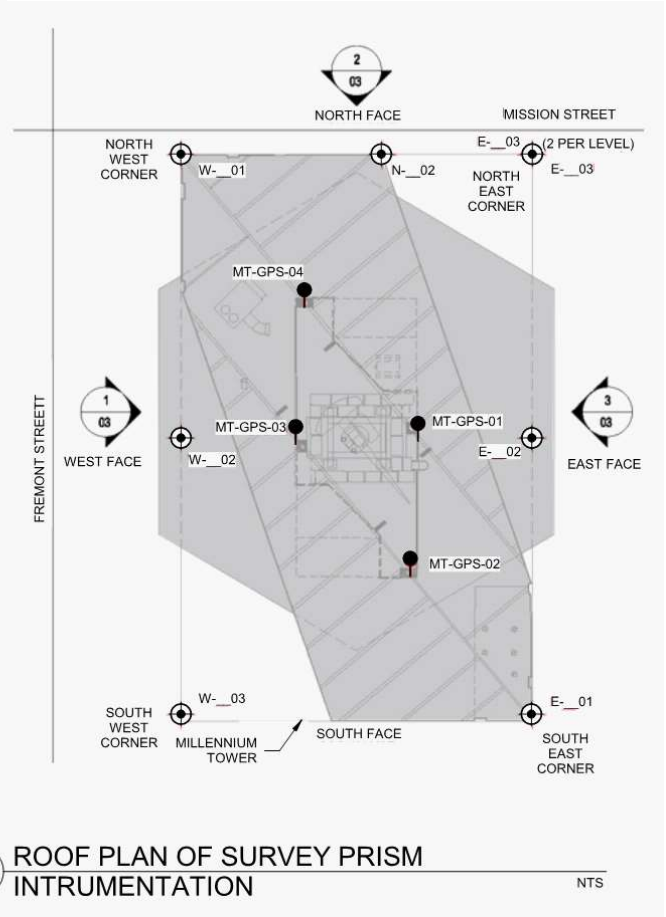 2
03
NORTH FACE
MISSION STREET
NORTH
WEST
CORNER
W-__01
N-__02
E-__03
(2 PER LEVEL)
E-__03
NORTH
EAST
CORNER
MT-GPS-04
1
03
WEST FACE
FREMONT STREETT
MT-GPS-03
W-__02
MT-GPS-01
E-__02
3
03
EAST FACE
MT-GPS-02
W-__03
SOUTH
WEST
CORNER
MILLENNIUM
TOWER
SOUTH FACE
E-__01
SOUTH
EAST
CORNER
ROOF PLAN OF SURVEY PRISM
INTRUMENTATION
NTS